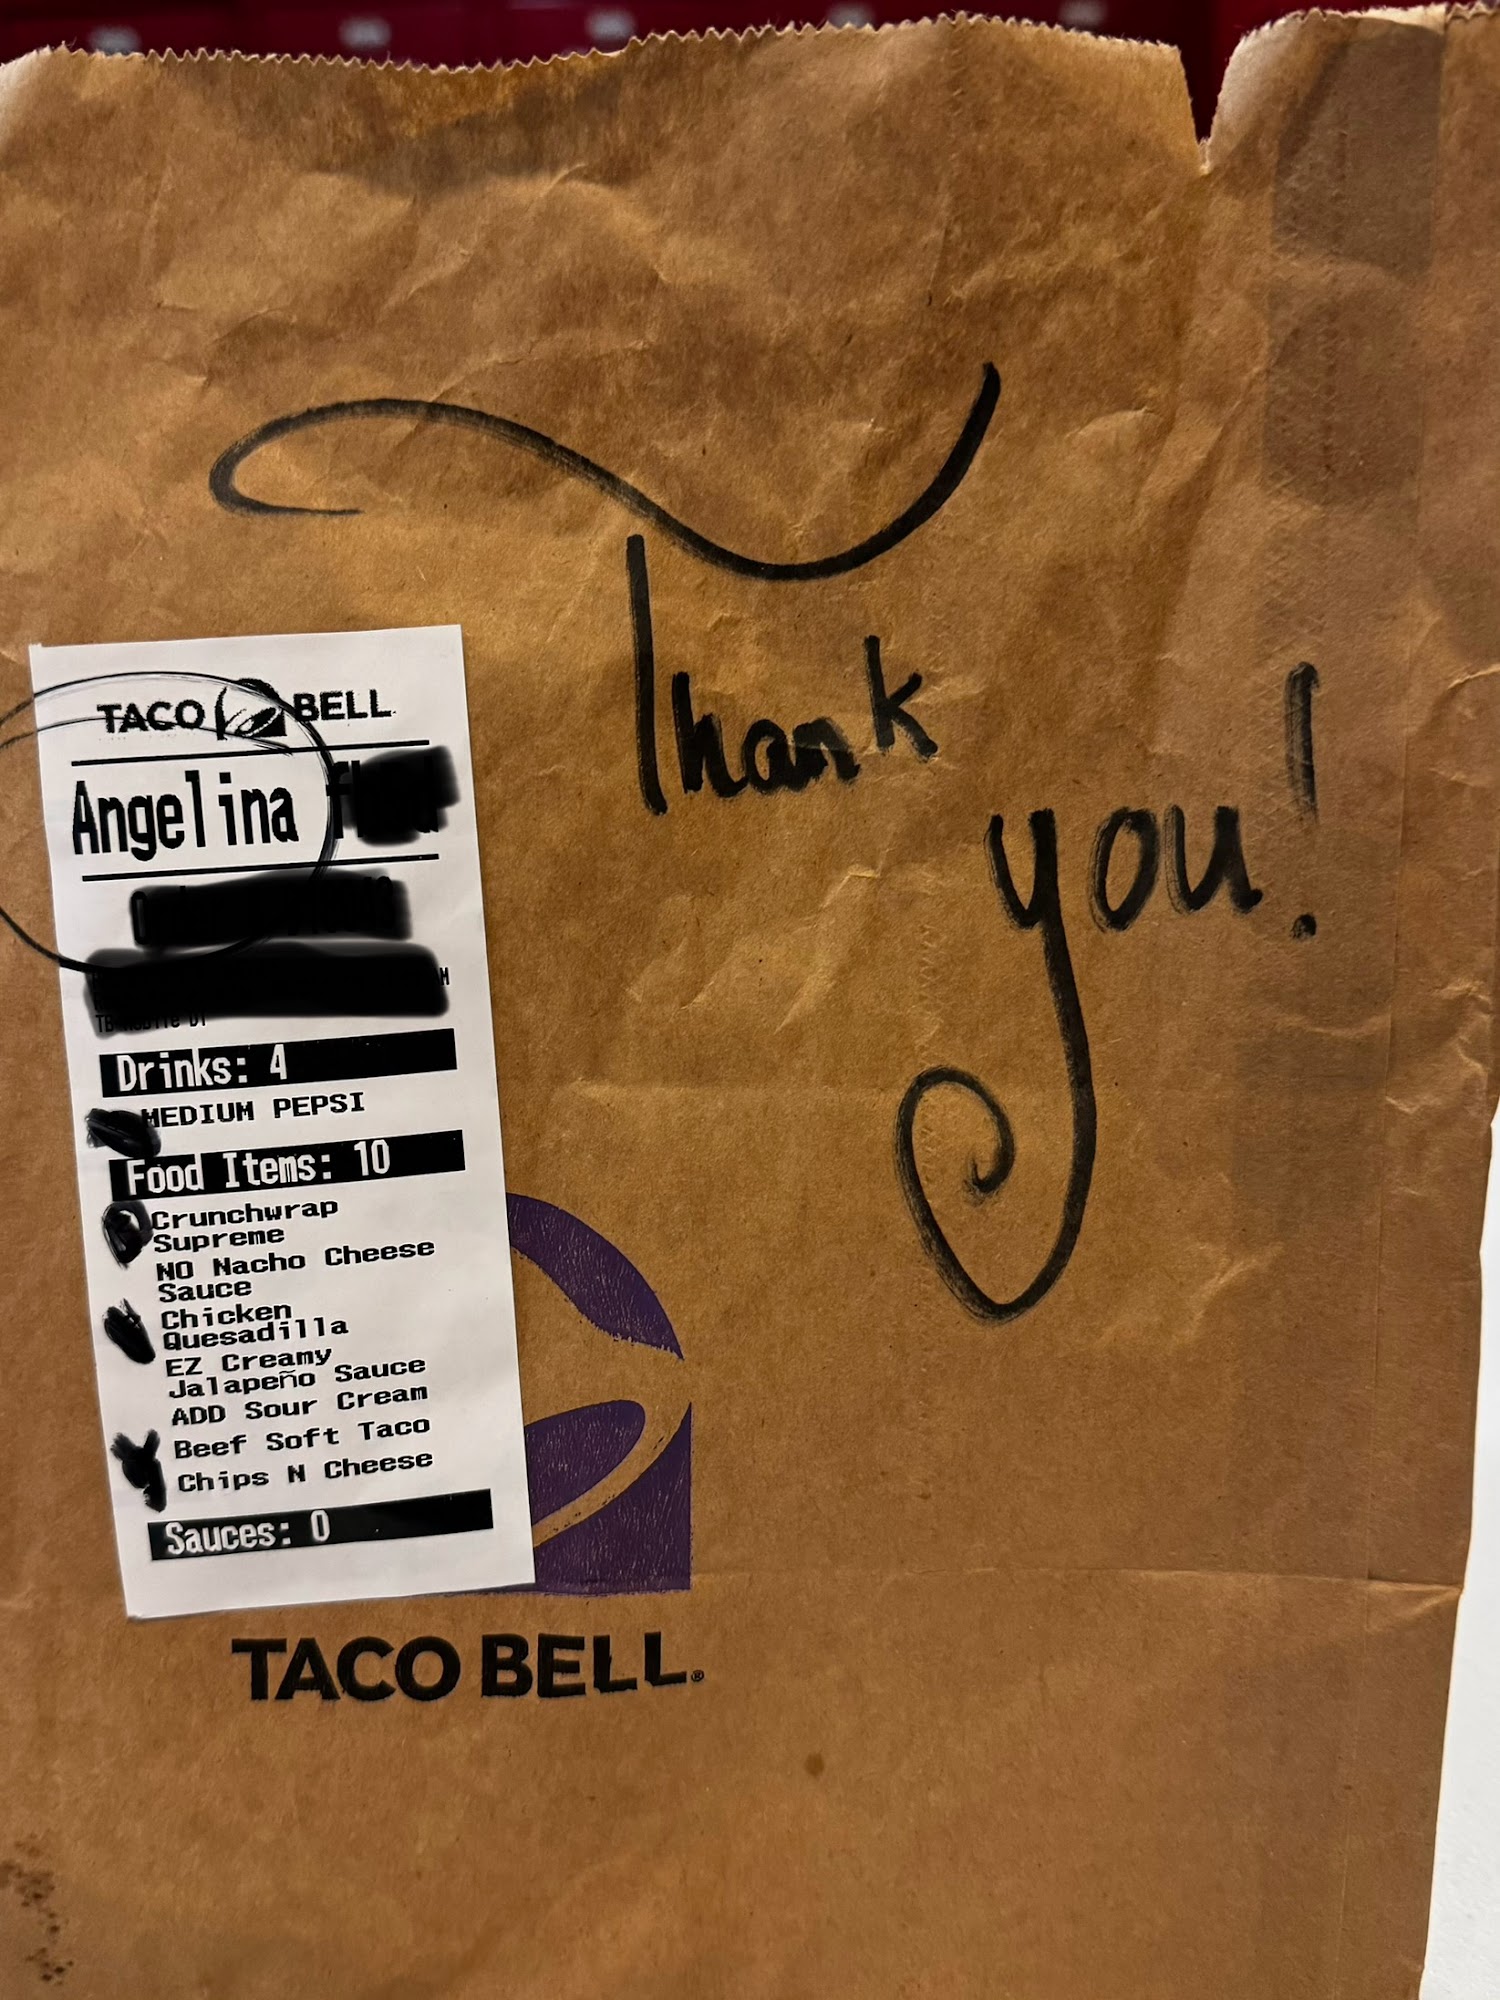 Thank
you!
TACO BELL
Angelina
Drinks: 4
MEDIUM PEPSI
Food Items: 10
Crunchwrap
Supreme
NO Nacho Cheese
Sauce
Chicken
Quesadilla
EZ Creamy
Jalapeño Sauce
ADD Sour Cream
Beef Soft Taco
Chips N Cheese
Sauces: 0
TACO BELL®